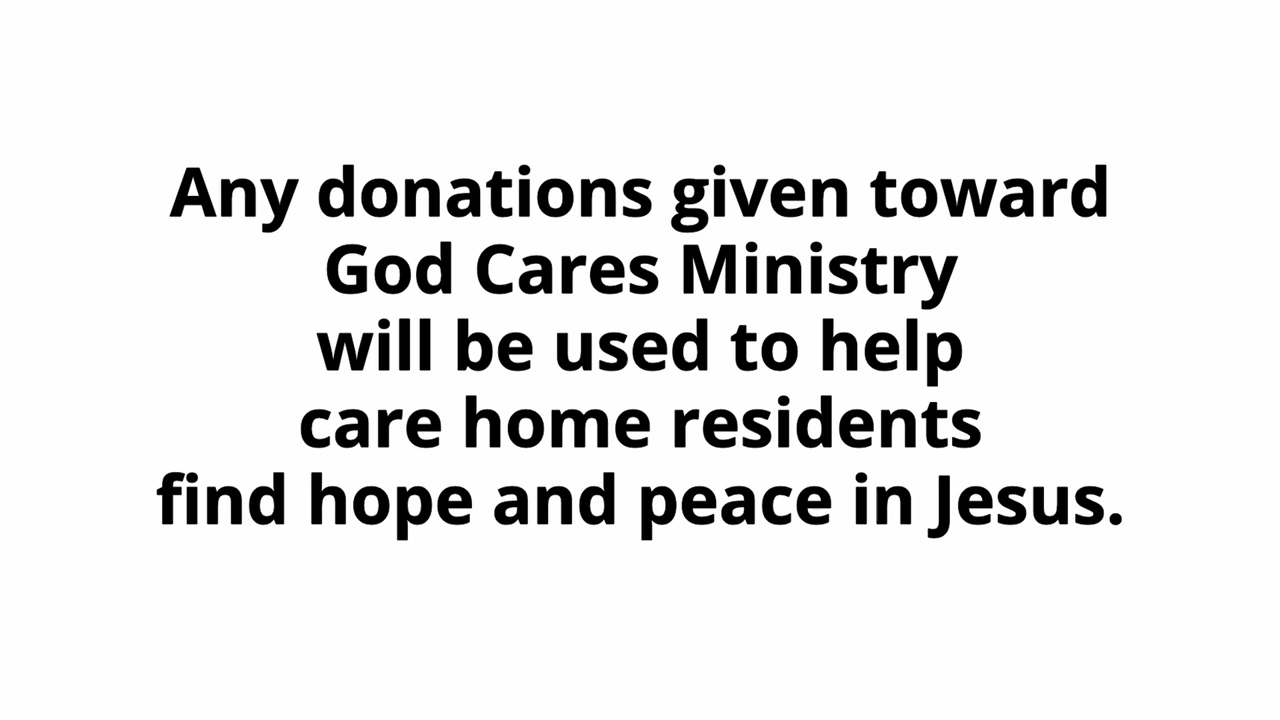 Any donations given toward
God Cares Ministry
will be used to help
care home residents
find hope and peace in Jesus.